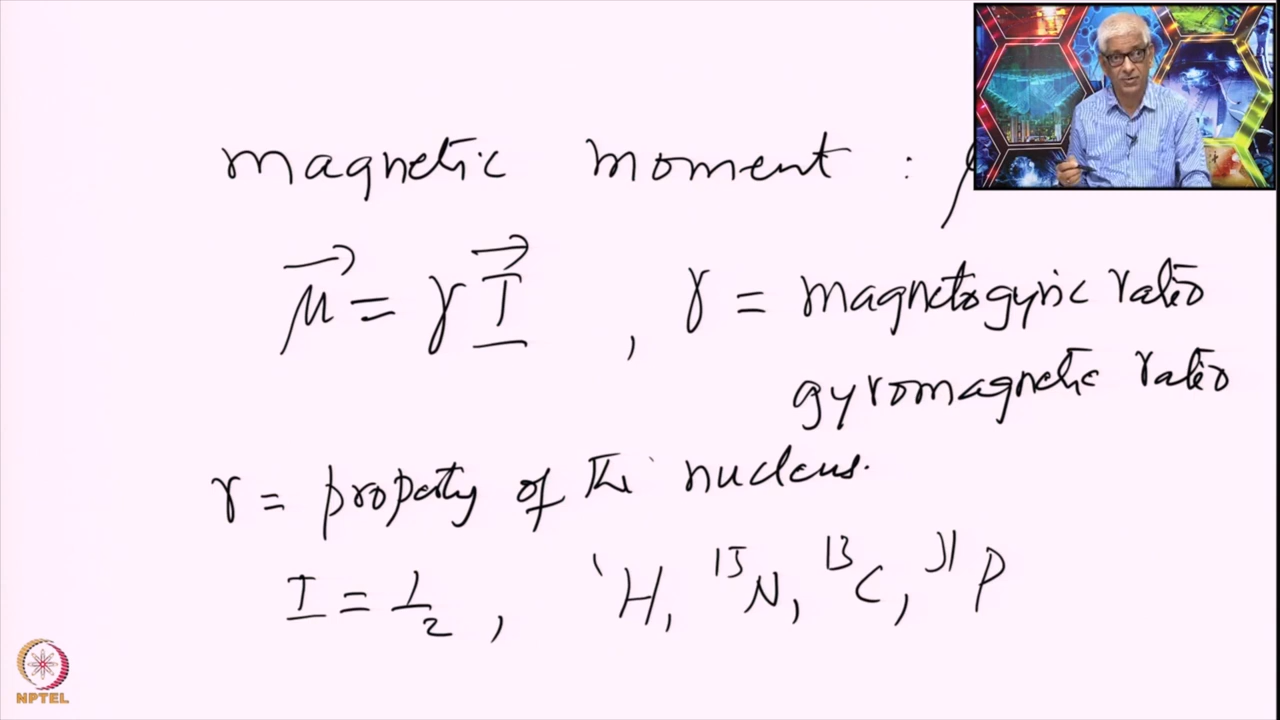 magnetic moment : μ
μ⃗ = γ I⃗ , γ = magnetogyric ratio
gyromagnetic ratio
γ = property of the nucleus.
I = 1/2 , ¹H, ¹⁵N, ¹³C, ³¹P
NPTEL